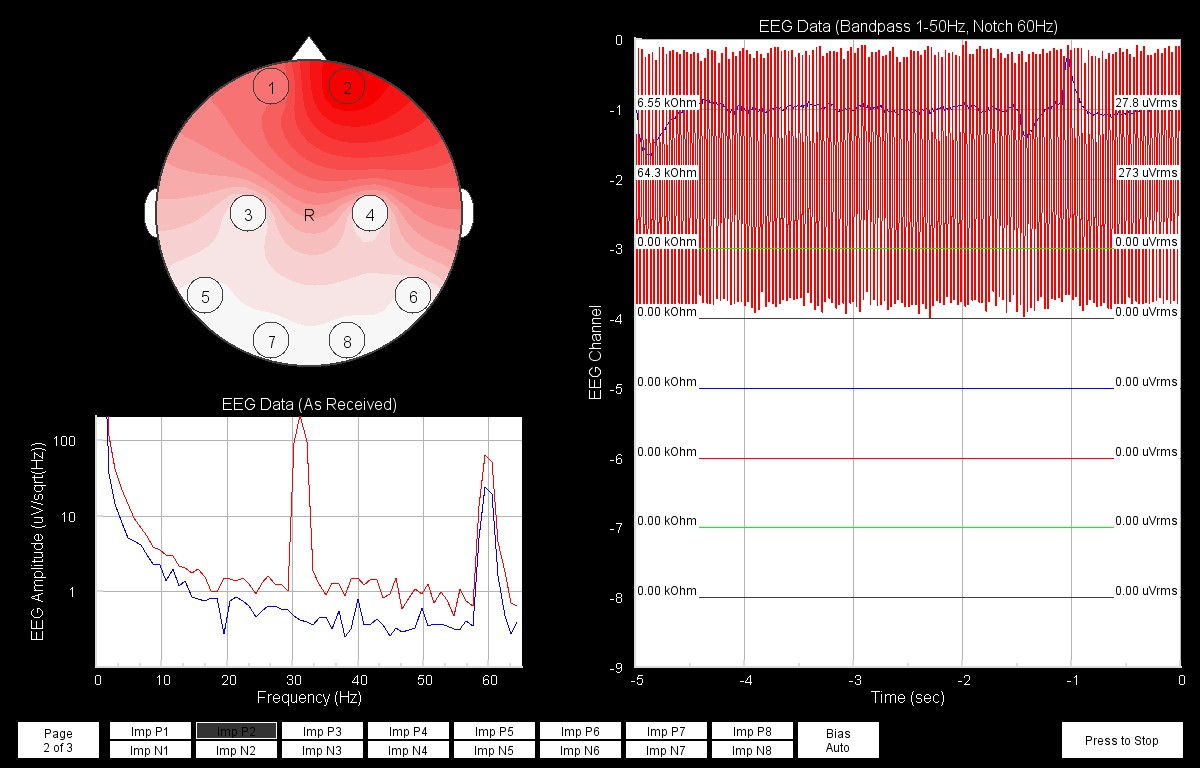 EEG Data (Bandpass 1-50Hz, Notch 60Hz)
1
2
3
R
4
5
6
7
8
0
-1
-2
-3
-4
-5
-6
-7
-8
-9
EEG Channel
6.55 kOhm
27.8 uVrms
64.3 kOhm
273 uVrms
0.00 kOhm
0.00 uVrms
0.00 kOhm
0.00 uVrms
0.00 kOhm
0.00 uVrms
0.00 kOhm
0.00 uVrms
0.00 kOhm
0.00 uVrms
0.00 kOhm
0.00 uVrms
-5
-4
-3
-2
-1
0
Time (sec)
EEG Data (As Received)
EEG Amplitude (uV/sqrt(Hz))
100
10
1
0
10
20
30
40
50
60
Frequency (Hz)
Page
2 of 3
Imp P1
Imp P2
Imp P3
Imp P4
Imp P5
Imp P6
Imp P7
Imp P8
Imp N1
Imp N2
Imp N3
Imp N4
Imp N5
Imp N6
Imp N7
Imp N8
Bias
Auto
Press to Stop